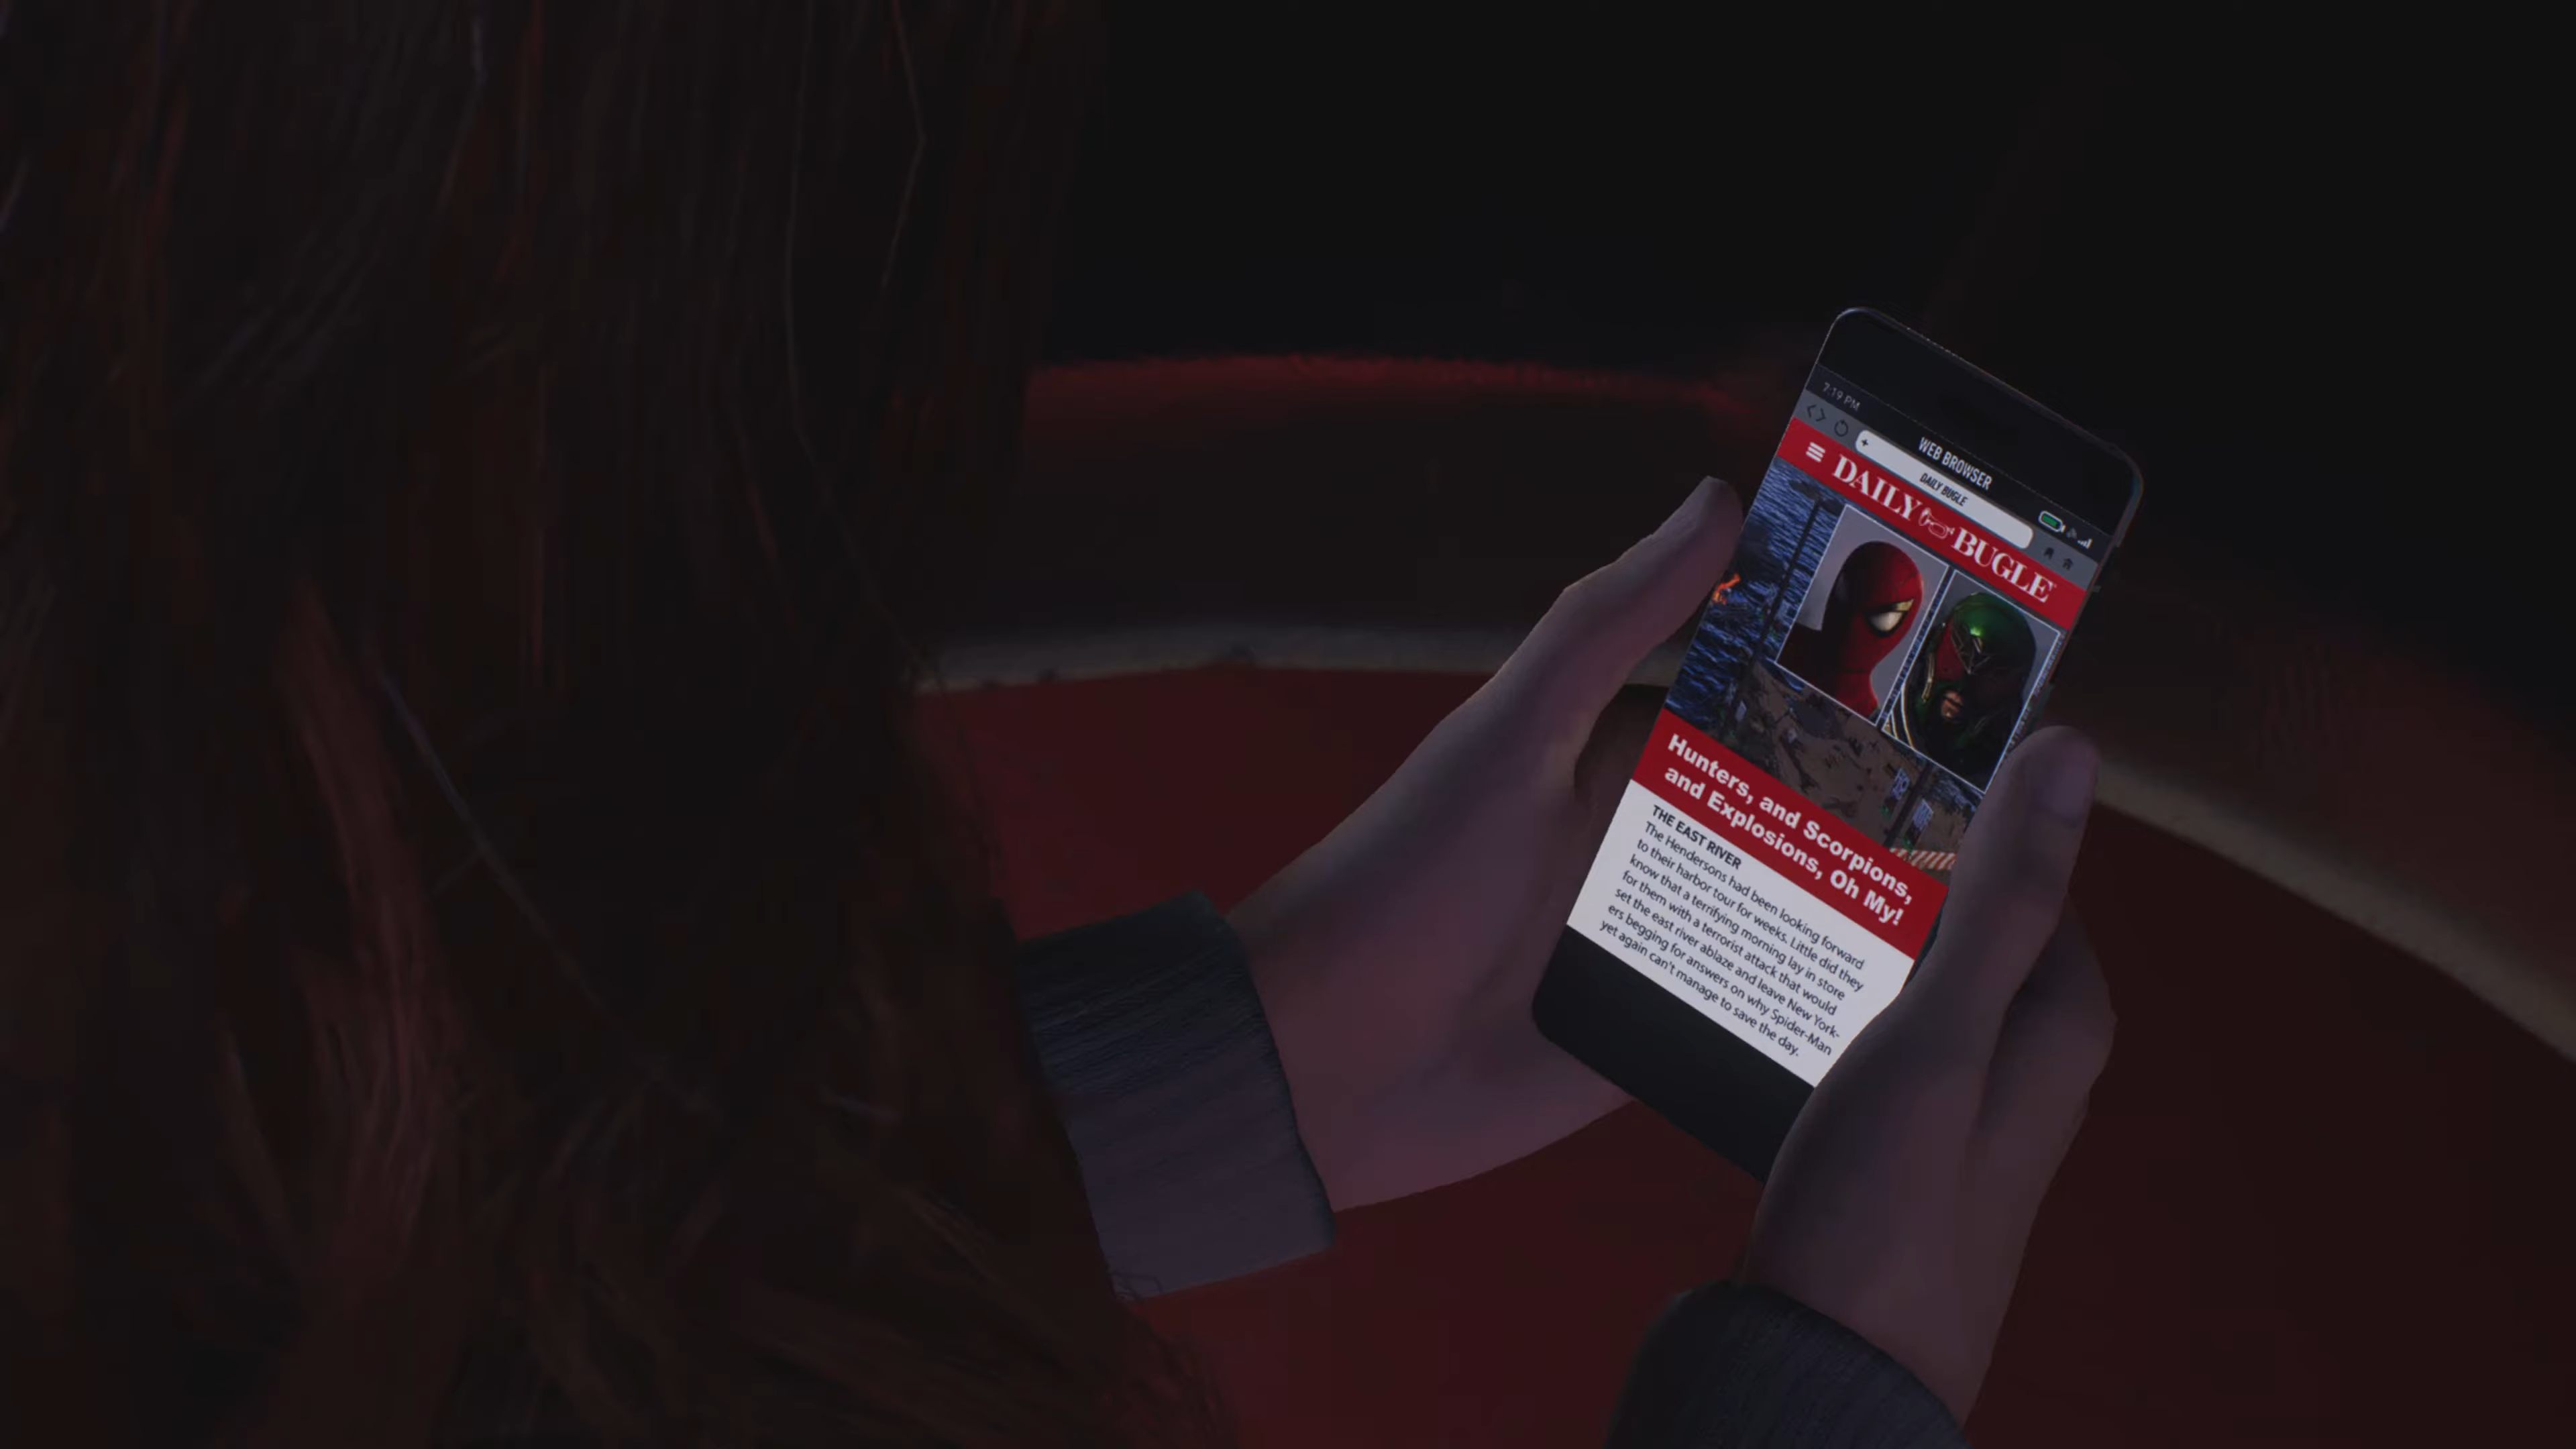 7:19 PM
WEB BROWSER
DAILY BUGLE
DAILY BUGLE
Hunters, and Scorpions,
and Explosions, Oh My!
THE EAST RIVER
The Hendersons had been looking forward
to their harbor tour for weeks. Little did they
know that a terrifying morning lay in store
for them with a terrorist attack that would
set the east river ablaze and leave New York-
ers begging for answers on why Spider-Man
yet again can't manage to save the day.